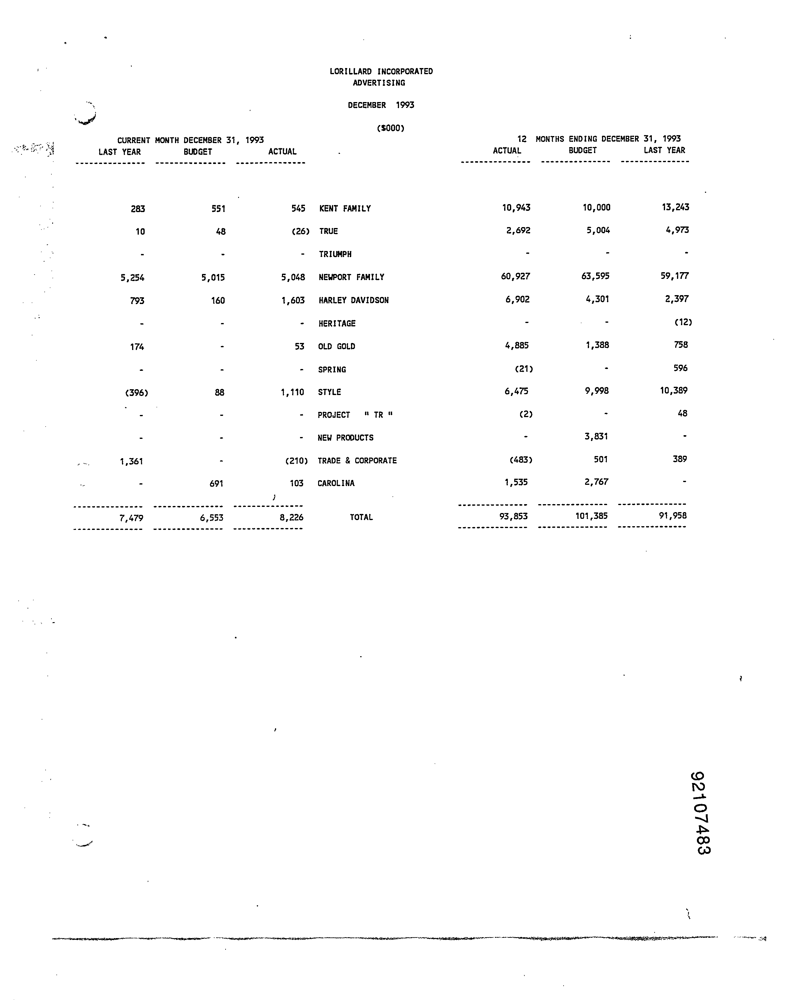 LORILLARD INCORPORATED
ADVERTISING
DECEMBER 1993
($000)
CURRENT MONTH DECEMBER 31, 1993 12 MONTHS ENDING DECEMBER 31, 1993
LAST YEAR BUDGET ACTUAL ACTUAL BUDGET LAST YEAR
283 551 545 KENT FAMILY 10,943 10,000 13,243
10 48 (26) TRUE 2,692 5,004 4,973
- - - TRIUMPH - - -
5,254 5,015 5,048 NEWPORT FAMILY 60,927 63,595 59,177
793 160 1,603 HARLEY DAVIDSON 6,902 4,301 2,397
- - - HERITAGE - - (12)
174 - 53 OLD GOLD 4,885 1,388 758
- - - SPRING (21) - 596
(396) 88 1,110 STYLE 6,475 9,998 10,389
- - - PROJECT " TR " (2) - 48
- - - NEW PRODUCTS - 3,831 -
1,361 - (210) TRADE & CORPORATE (483) 501 389
- 691 103 CAROLINA 1,535 2,767 -
7,479 6,553 8,226 TOTAL 93,853 101,385 91,958
92107483